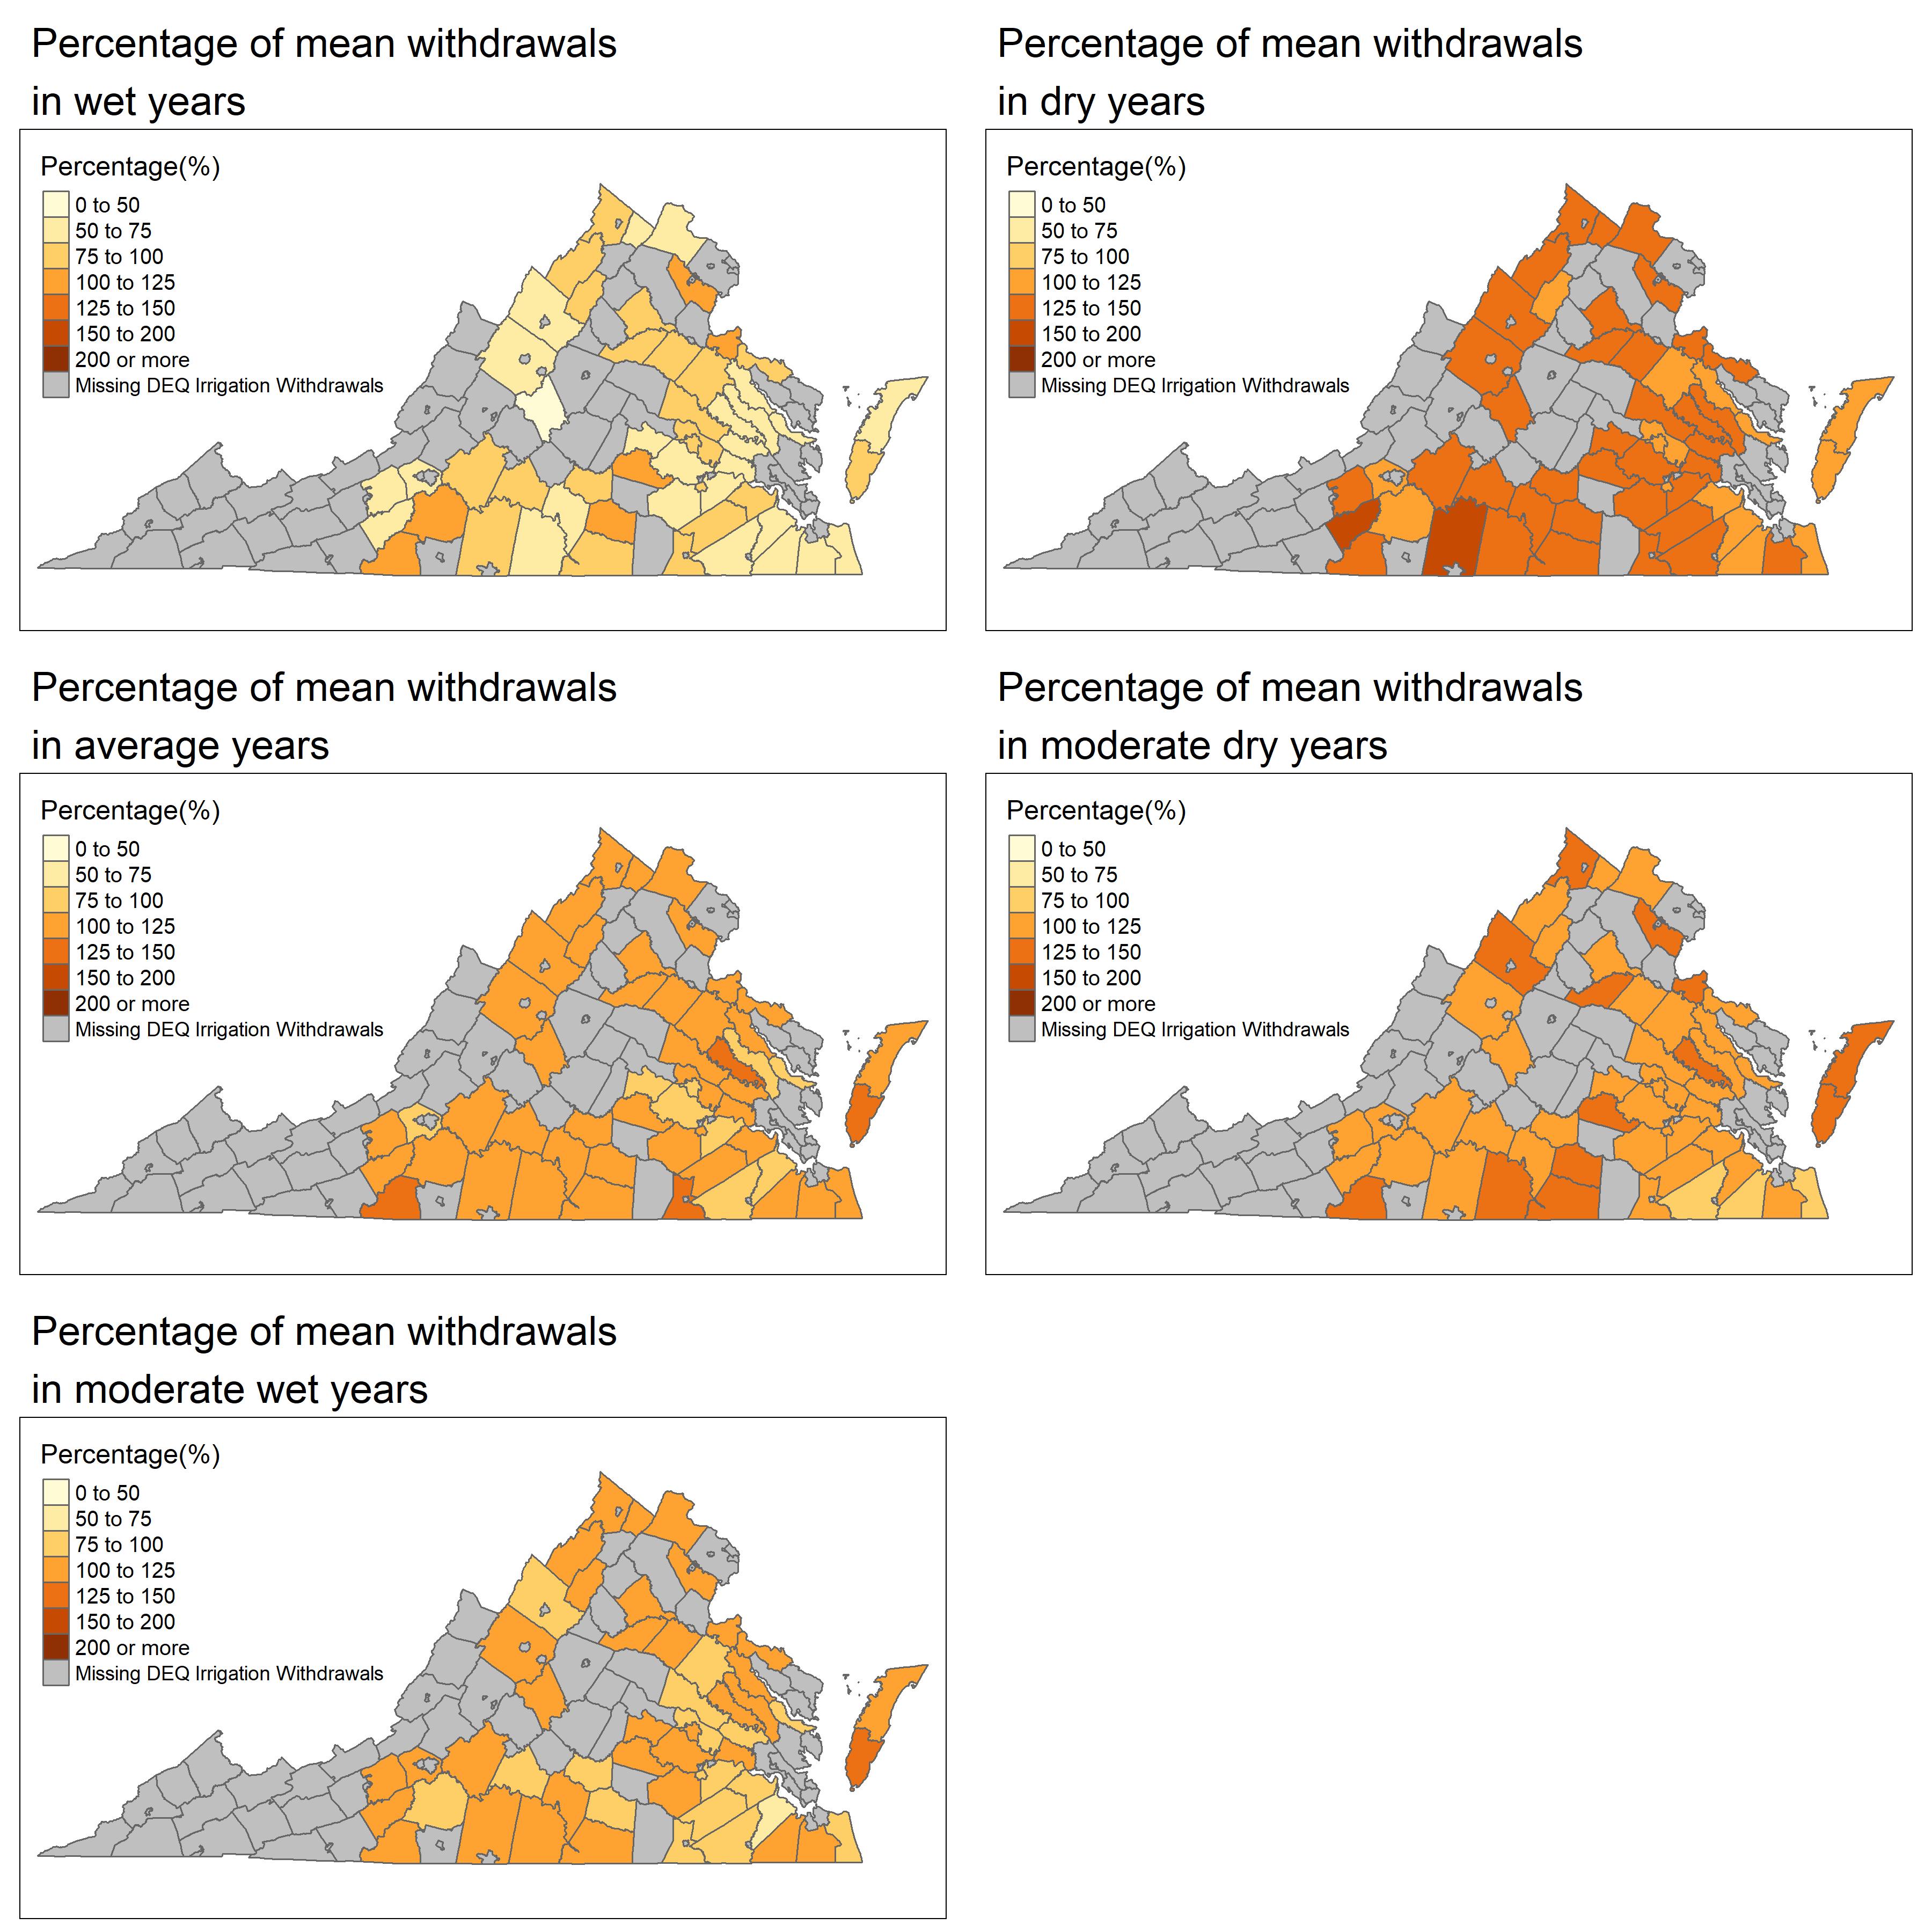 Percentage of mean withdrawals
in wet years
Percentage(%)
0 to 50
50 to 75
75 to 100
100 to 125
125 to 150
150 to 200
200 or more
Missing DEQ Irrigation Withdrawals
Percentage of mean withdrawals
in dry years
Percentage(%)
0 to 50
50 to 75
75 to 100
100 to 125
125 to 150
150 to 200
200 or more
Missing DEQ Irrigation Withdrawals
Percentage of mean withdrawals
in average years
Percentage(%)
0 to 50
50 to 75
75 to 100
100 to 125
125 to 150
150 to 200
200 or more
Missing DEQ Irrigation Withdrawals
Percentage of mean withdrawals
in moderate dry years
Percentage(%)
0 to 50
50 to 75
75 to 100
100 to 125
125 to 150
150 to 200
200 or more
Missing DEQ Irrigation Withdrawals
Percentage of mean withdrawals
in moderate wet years
Percentage(%)
0 to 50
50 to 75
75 to 100
100 to 125
125 to 150
150 to 200
200 or more
Missing DEQ Irrigation Withdrawals